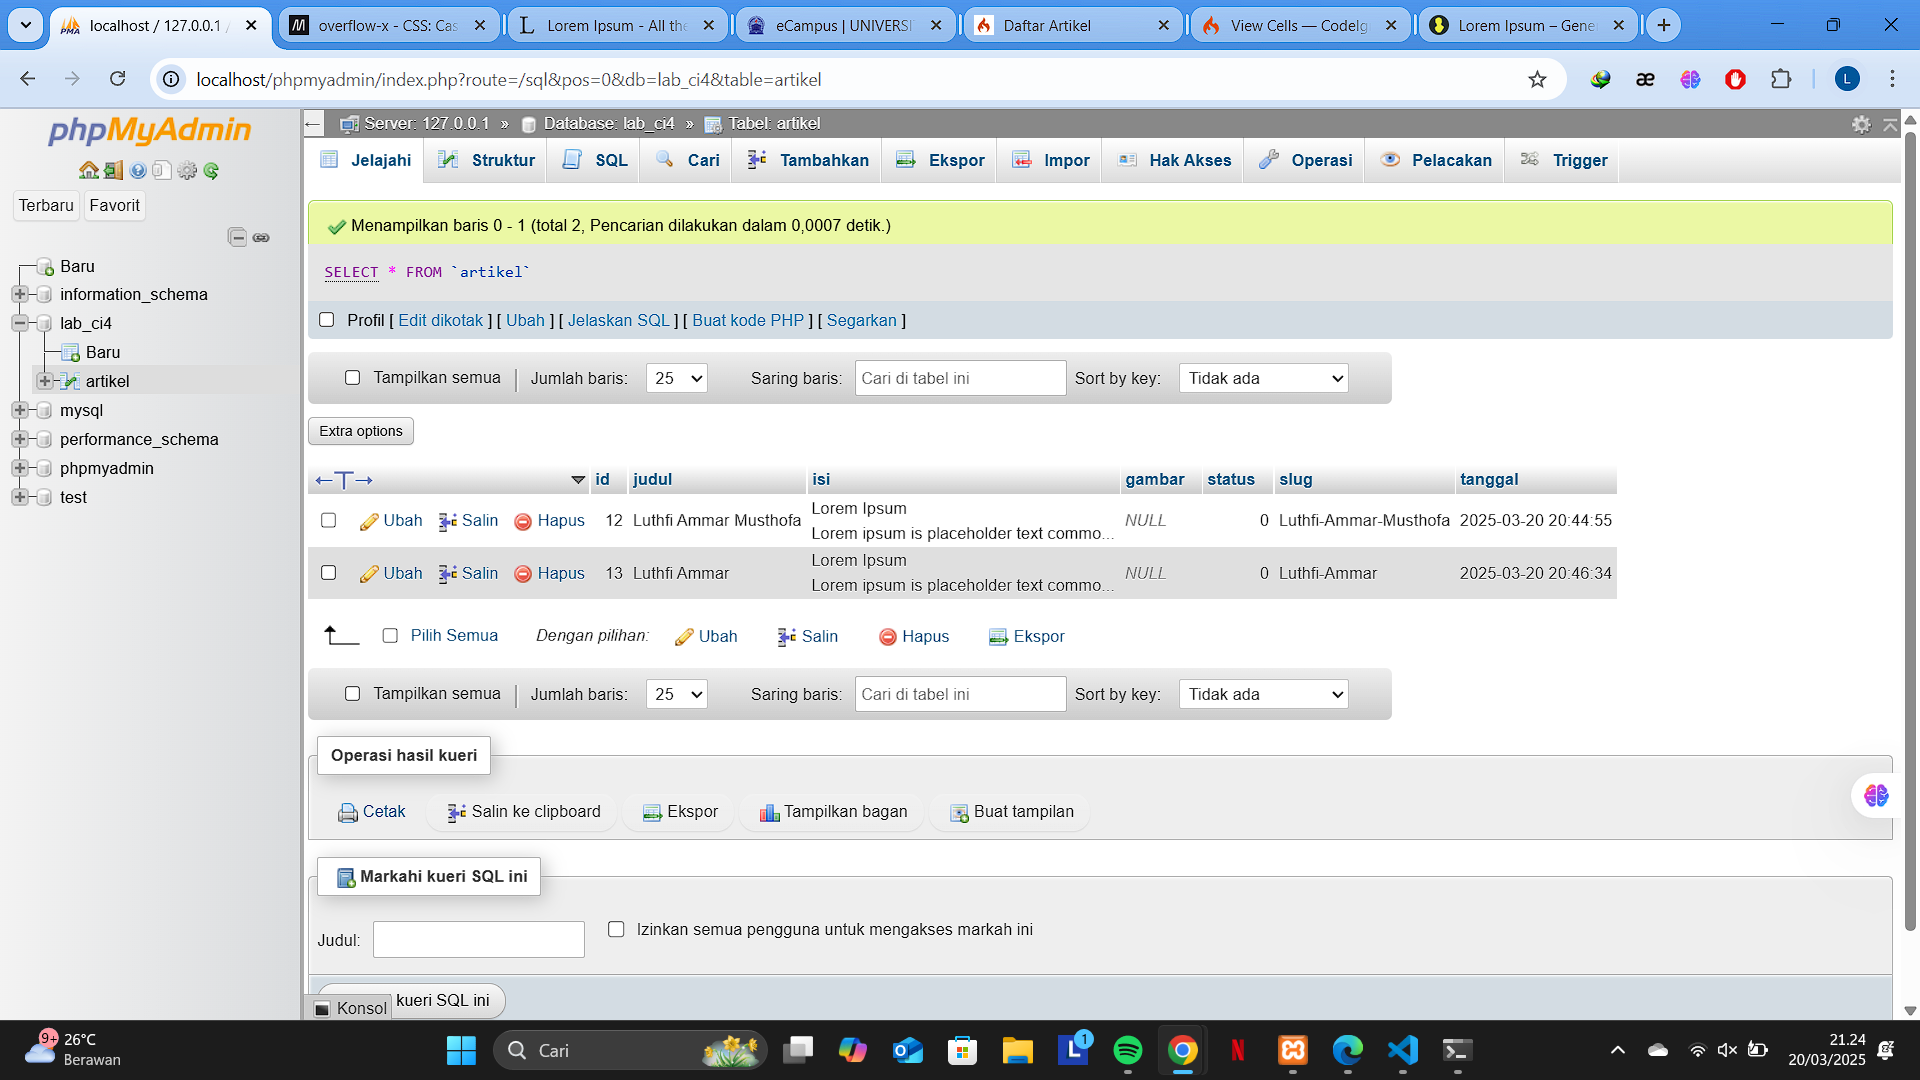 localhost / 127.0.0.1 /
overflow-x - CSS: Cas
Lorem Ipsum - All the
eCampus | UNIVERSI
Daftar Artikel
View Cells — CodeIg
Lorem Ipsum – Gene
localhost/phpmyadmin/index.php?route=/sql&pos=0&db=lab_ci4&table=artikel
L
phpMyAdmin
Terbaru Favorit
Baru
information_schema
lab_ci4
Baru
artikel
mysql
performance_schema
phpmyadmin
test
Server: 127.0.0.1 » Database: lab_ci4 » Tabel: artikel
Jelajahi Struktur SQL Cari Tambahkan Ekspor Impor Hak Akses Operasi Pelacakan Trigger
Menampilkan baris 0 - 1 (total 2, Pencarian dilakukan dalam 0,0007 detik.)
SELECT * FROM `artikel`
Profil [ Edit dikotak ] [ Ubah ] [ Jelaskan SQL ] [ Buat kode PHP ] [ Segarkan ]
Tampilkan semua Jumlah baris: 25 Saring baris: Cari di tabel ini Sort by key: Tidak ada
Extra options
←T→ id judul isi gambar status slug tanggal
Ubah Salin Hapus 12 Luthfi Ammar Musthofa Lorem Ipsum
Lorem ipsum is placeholder text commo... NULL 0 Luthfi-Ammar-Musthofa 2025-03-20 20:44:55
Ubah Salin Hapus 13 Luthfi Ammar Lorem Ipsum
Lorem ipsum is placeholder text commo... NULL 0 Luthfi-Ammar 2025-03-20 20:46:34
Pilih Semua Dengan pilihan: Ubah Salin Hapus Ekspor
Tampilkan semua Jumlah baris: 25 Saring baris: Cari di tabel ini Sort by key: Tidak ada
Operasi hasil kueri
Cetak Salin ke clipboard Ekspor Tampilkan bagan Buat tampilan
Markahi kueri SQL ini
Judul: Izinkan semua pengguna untuk mengakses markah ini
Konsol kueri SQL ini
9+ 26°C
Berawan
Cari
1
21.24
20/03/2025